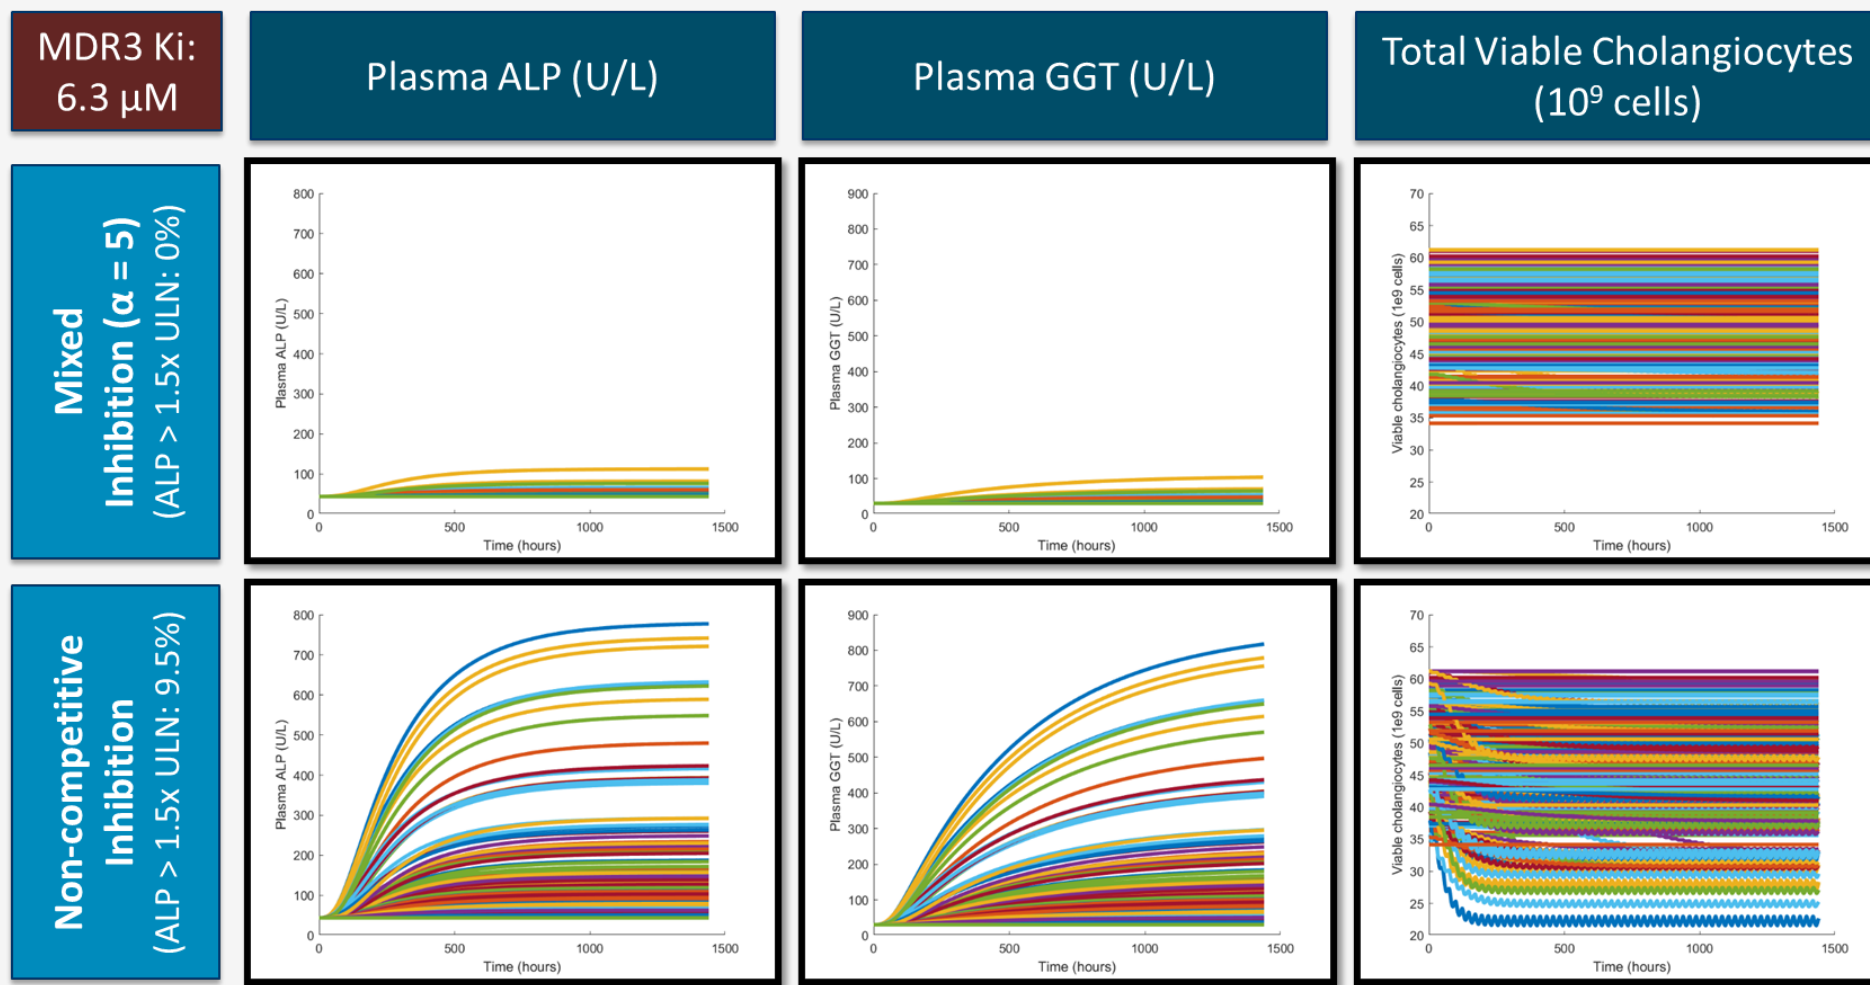 MDR3 Ki:
6.3 µM
Plasma ALP (U/L)
Plasma GGT (U/L)
Total Viable Cholangiocytes
(10⁹ cells)
Mixed
Inhibition (α = 5)
(ALP > 1.5x ULN: 0%)
800
700
600
500
400
300
200
100
0
Plasma ALP (U/L)
0 500 1000 1500
Time (hours)
900
800
700
600
500
400
300
200
100
0
Plasma GGT (U/L)
0 500 1000 1500
Time (hours)
70
65
60
55
50
45
40
35
30
25
20
Viable cholangiocytes (1e9 cells)
0 500 1000 1500
Time (hours)
Non-competitive
Inhibition
(ALP > 1.5x ULN: 9.5%)
800
700
600
500
400
300
200
100
0
Plasma ALP (U/L)
0 500 1000 1500
Time (hours)
900
800
700
600
500
400
300
200
100
0
Plasma GGT (U/L)
0 500 1000 1500
Time (hours)
70
65
60
55
50
45
40
35
30
25
20
Viable cholangiocytes (1e9 cells)
0 500 1000 1500
Time (hours)